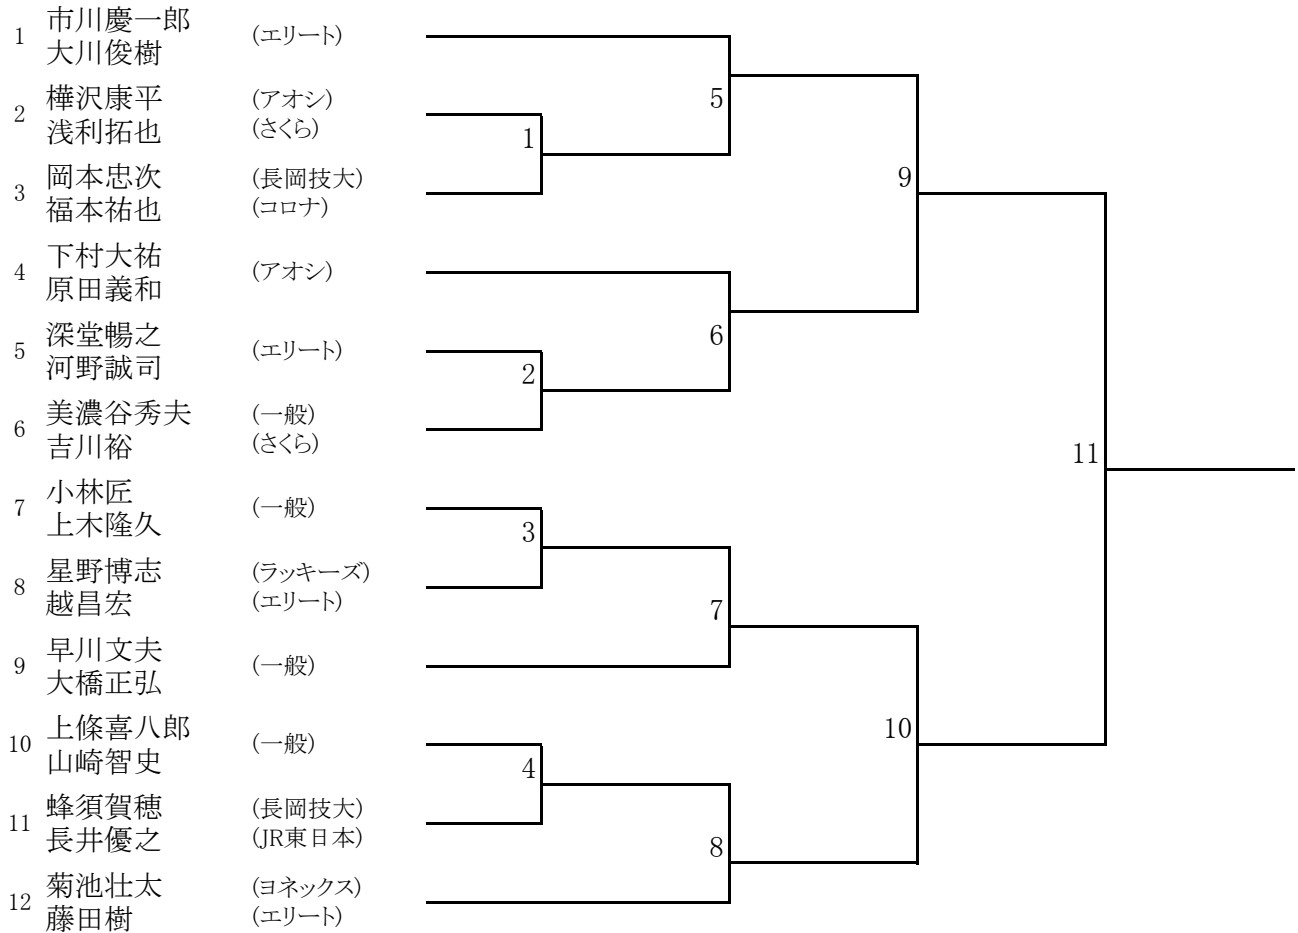 1 市川慶一郎 (エリート)
大川俊樹
2 樺沢康平 (アオシ)
浅利拓也 (さくら)
3 岡本忠次 (長岡技大)
福本祐也 (コロナ)
4 下村大祐 (アオシ)
原田義和
5 深堂暢之 (エリート)
河野誠司
6 美濃谷秀夫 (一般)
吉川裕 (さくら)
7 小林匠 (一般)
上木隆久
8 星野博志 (ラッキーズ)
越昌宏 (エリート)
9 早川文夫 (一般)
大橋正弘
10 上條喜八郎 (一般)
山崎智史
11 蜂須賀穂 (長岡技大)
長井優之 (JR東日本)
12 菊池壮太 (ヨネックス)
藤田樹 (エリート)
1
2
3
4
5
6
7
8
9
10
11